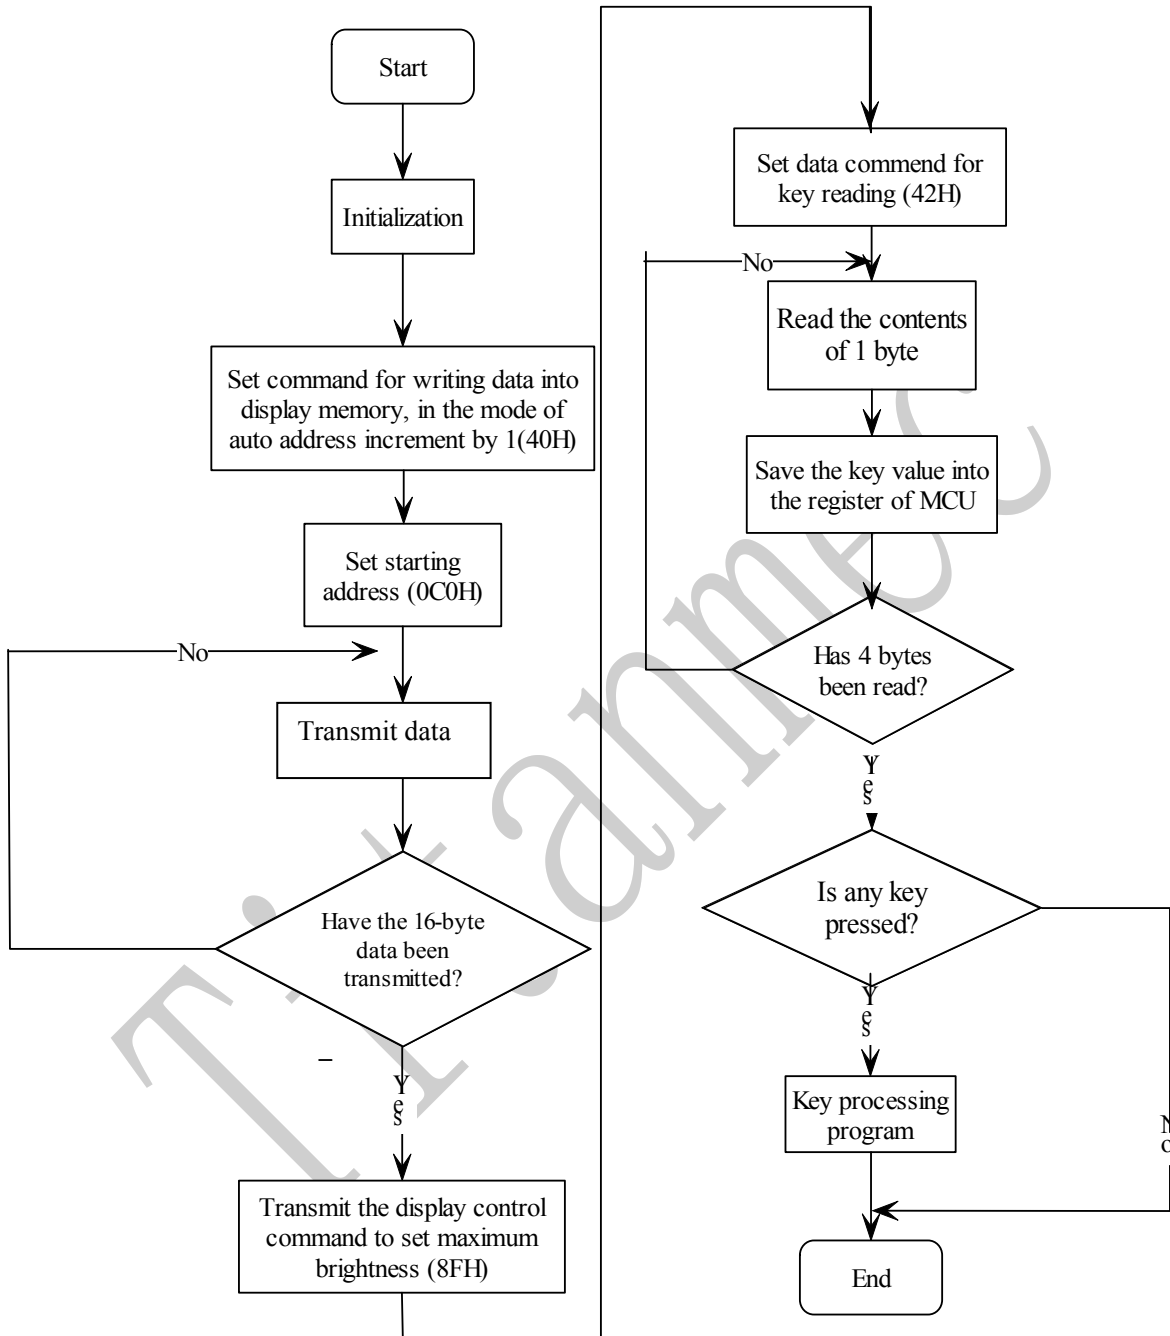 Start
Initialization
Set command for writing data into
display memory, in the mode of
auto address increment by 1(40H)
Set starting
address (0C0H)
No
Transmit data
Have the 16-byte
data been
transmitted?
Yes
Transmit the display control
command to set maximum
brightness (8FH)
Set data commend for
key reading (42H)
No
Read the contents
of 1 byte
Save the key value into
the register of MCU
Has 4 bytes
been read?
Yes
Is any key
pressed?
Yes
No
Key processing
program
End
Titanmec